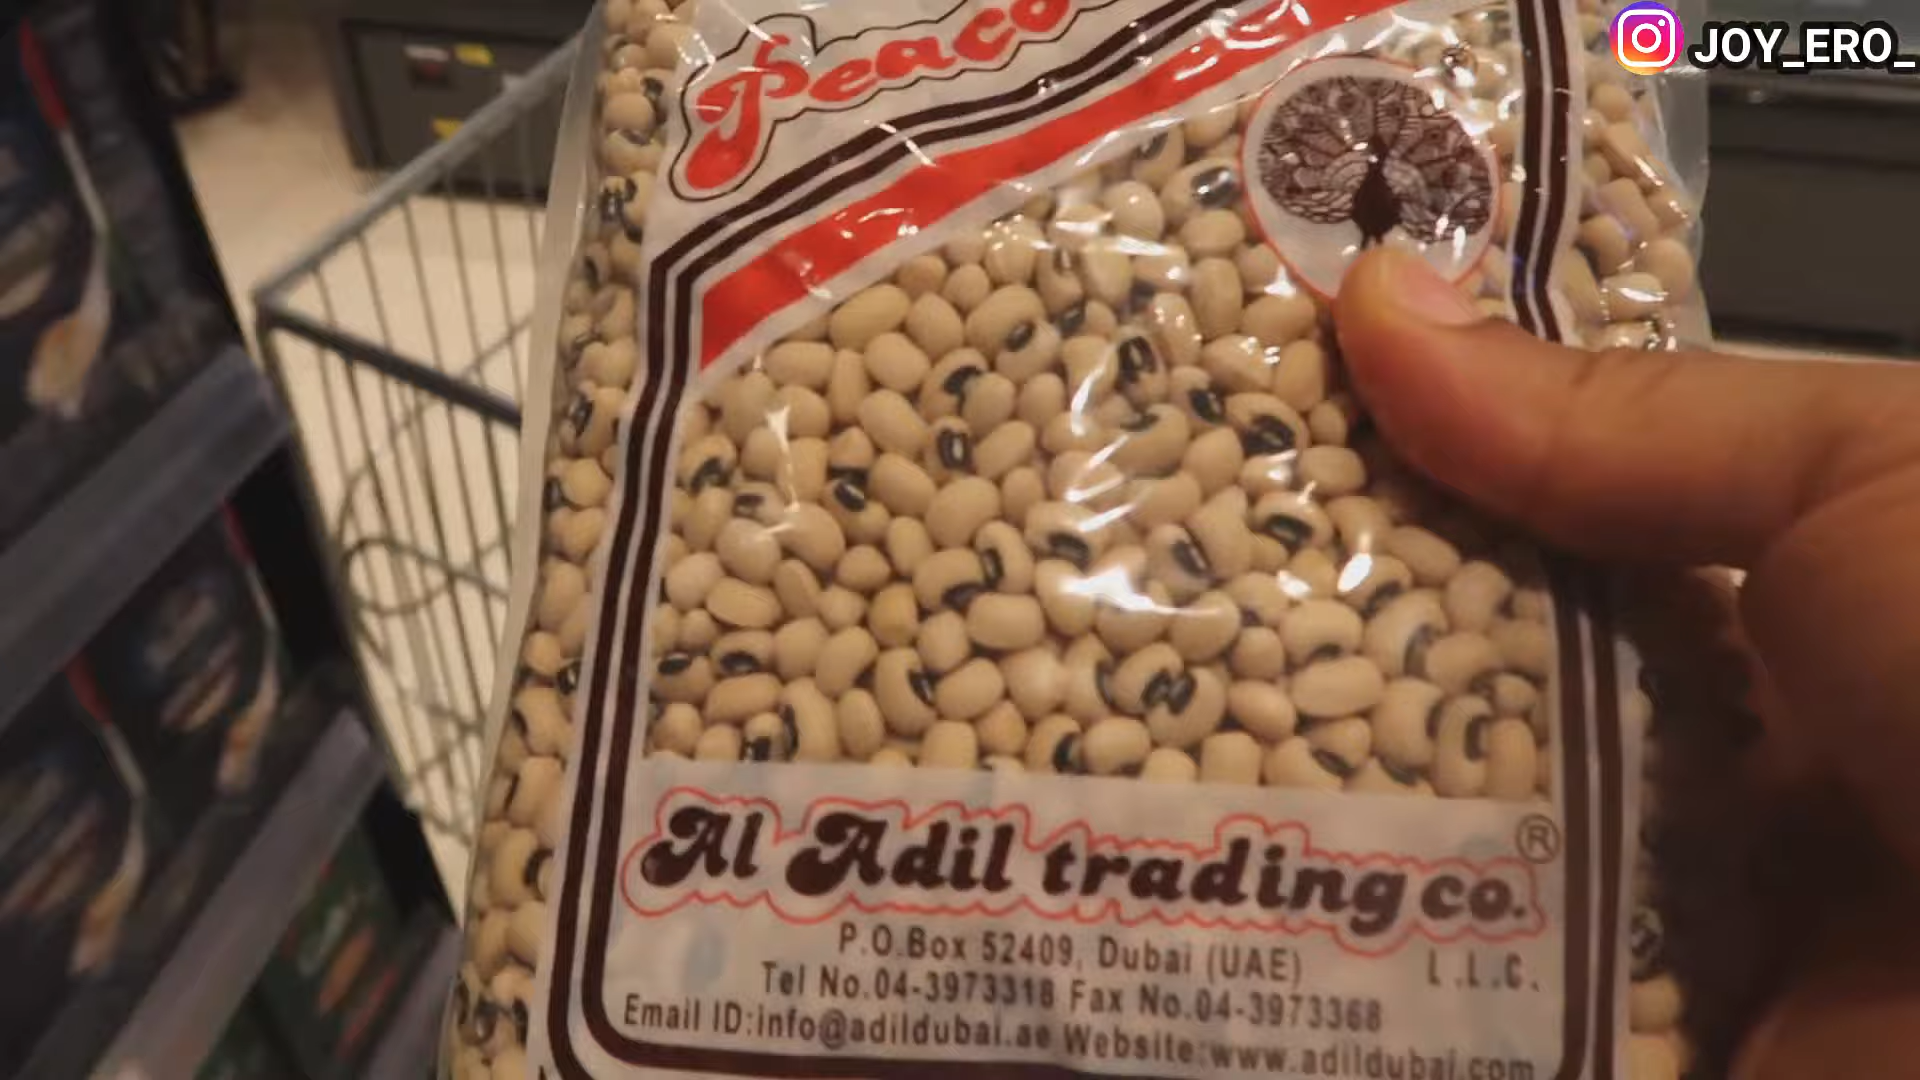 JOY_ERO_
Al Adil trading co.
®
L.L.C.
P.O.Box 52409, Dubai (UAE)
Tel No.04-3973318 Fax No.04-3973368
Email ID:info@adildubai.ae Website:www.adildubai.com